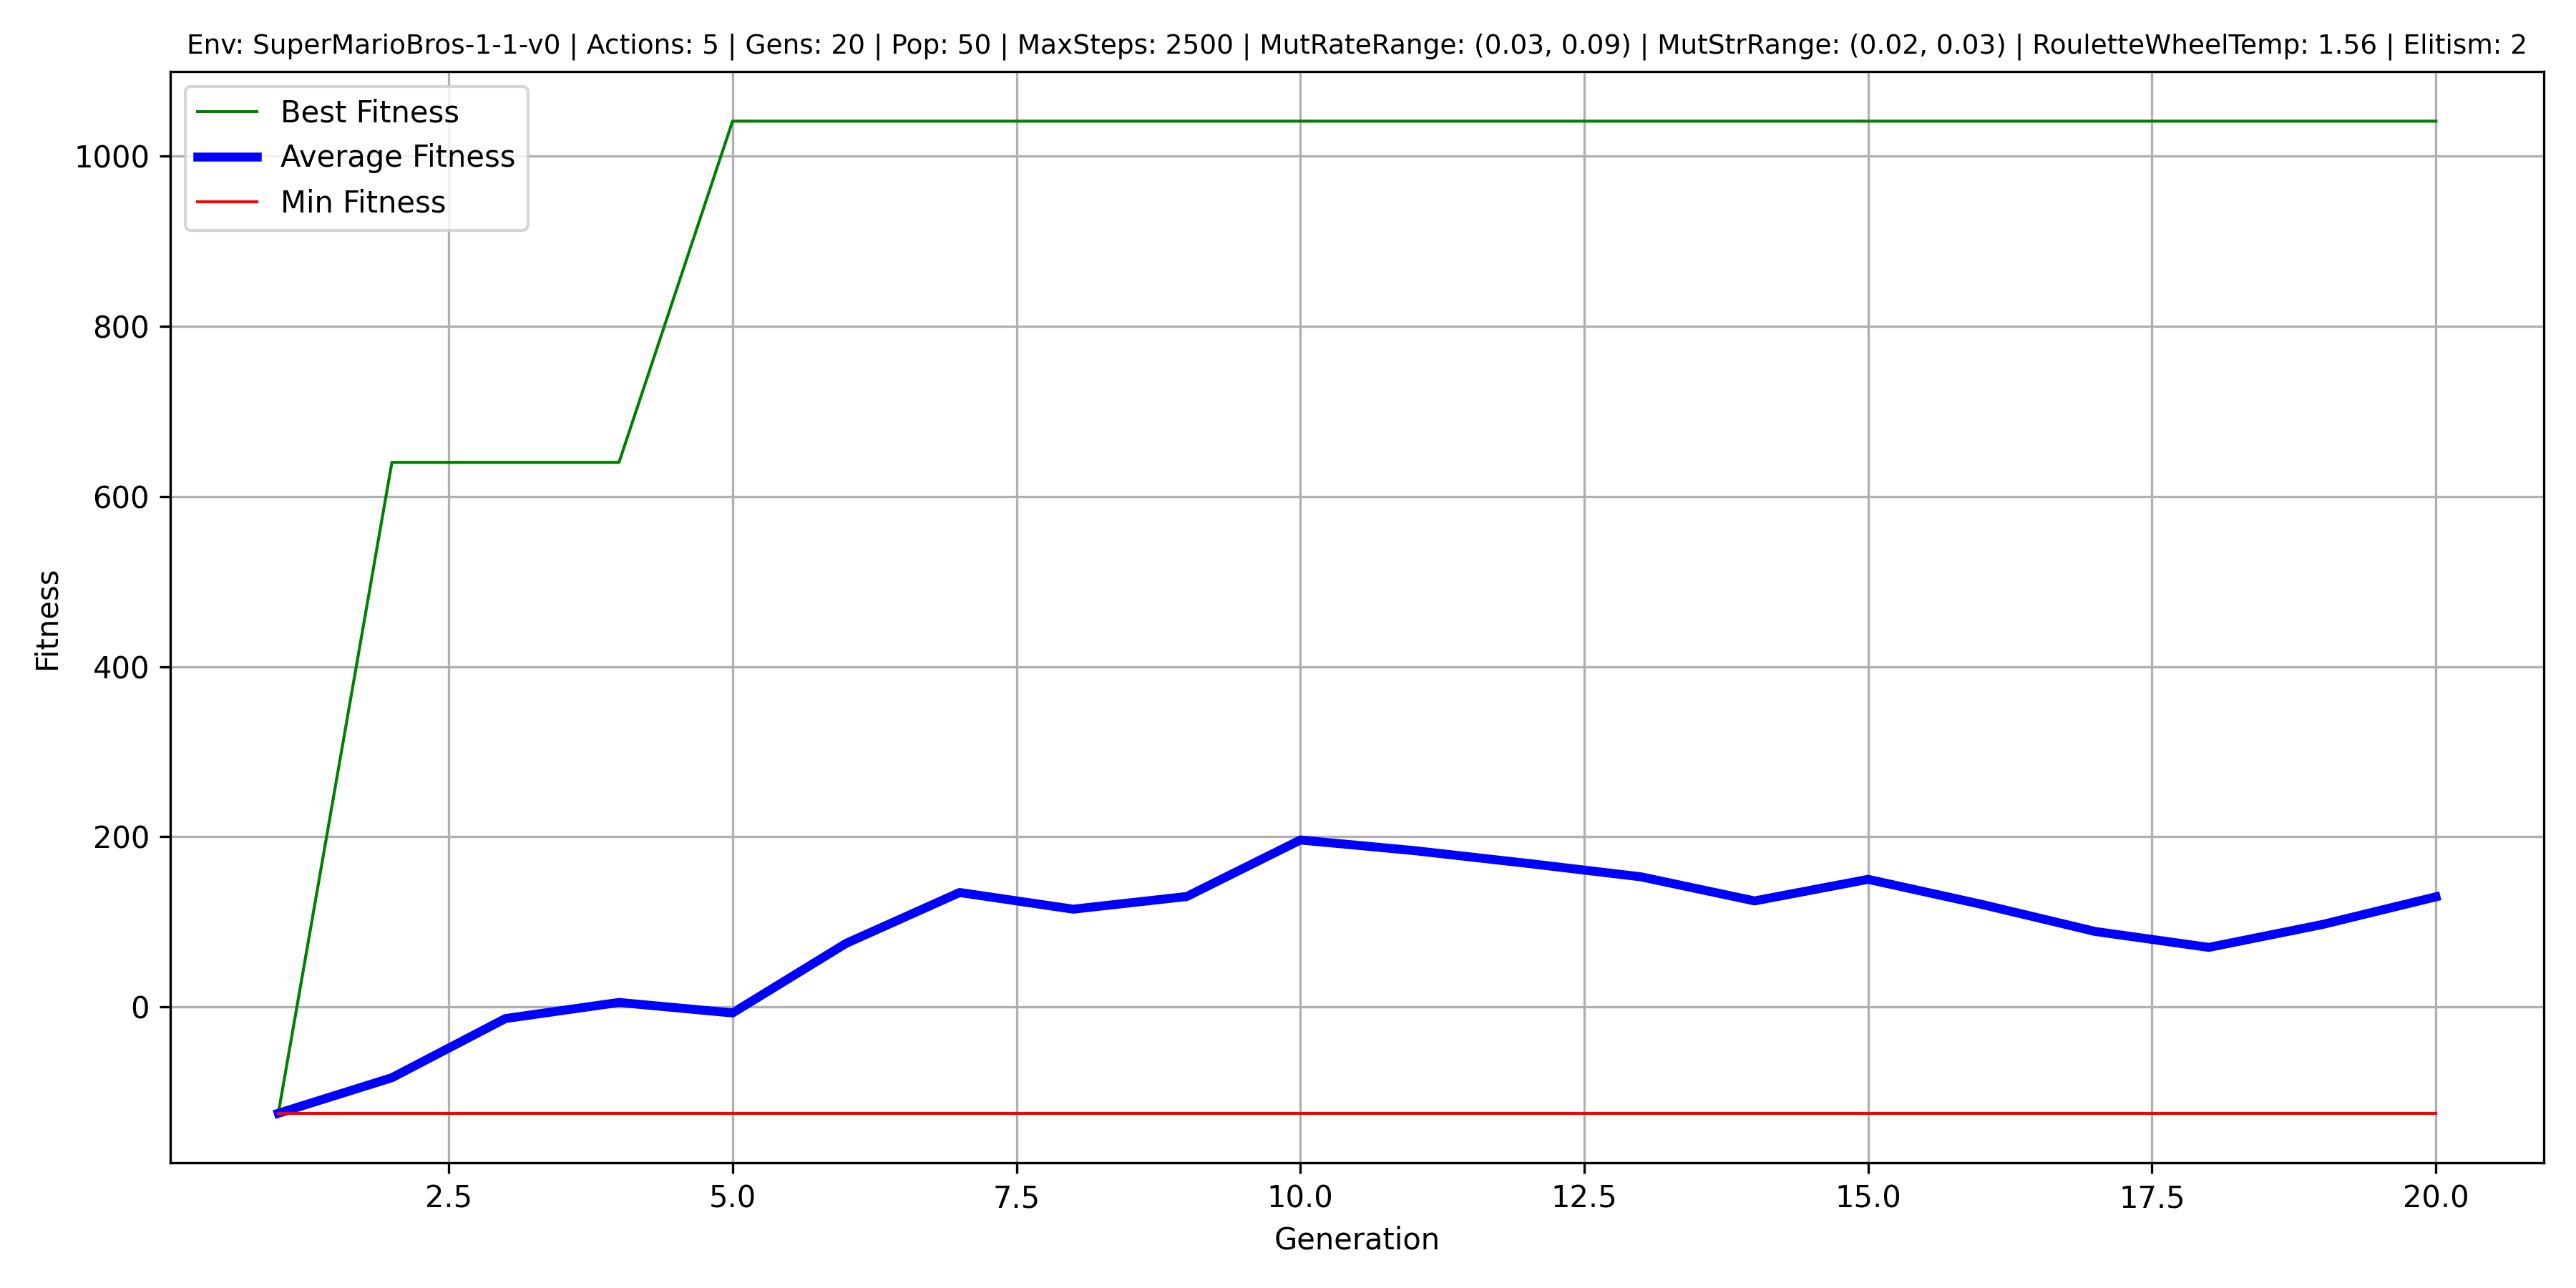 Env: SuperMarioBros-1-1-v0 | Actions: 5 | Gens: 20 | Pop: 50 | MaxSteps: 2500 | MutRateRange: (0.03, 0.09) | MutStrRange: (0.02, 0.03) | RouletteWheelTemp: 1.56 | Elitism: 2
Best Fitness
Average Fitness
Min Fitness
1000
800
600
400
200
0
Fitness
2.5 5.0 7.5 10.0 12.5 15.0 17.5 20.0
Generation